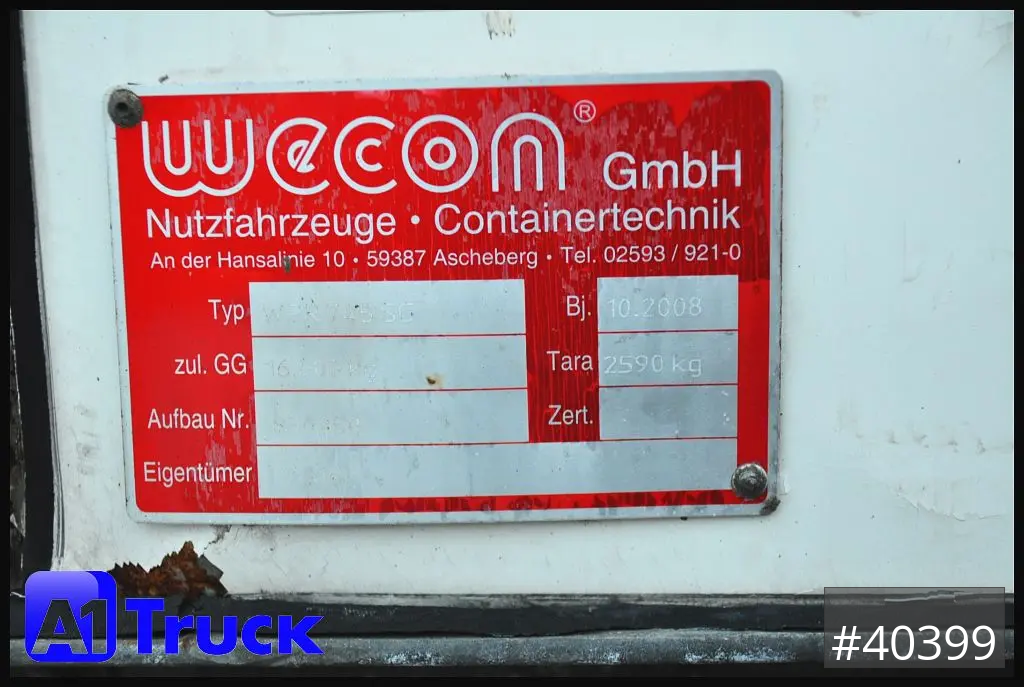 wecon® GmbH
Nutzfahrzeuge • Containertechnik
An der Hansalinie 10 • 59387 Ascheberg • Tel. 02593 / 921-0
Typ Bj. 10.2008
zul. GG Tara 2590 kg
Aufbau Nr. Zert.
Eigentümer
A1 Truck
#40399